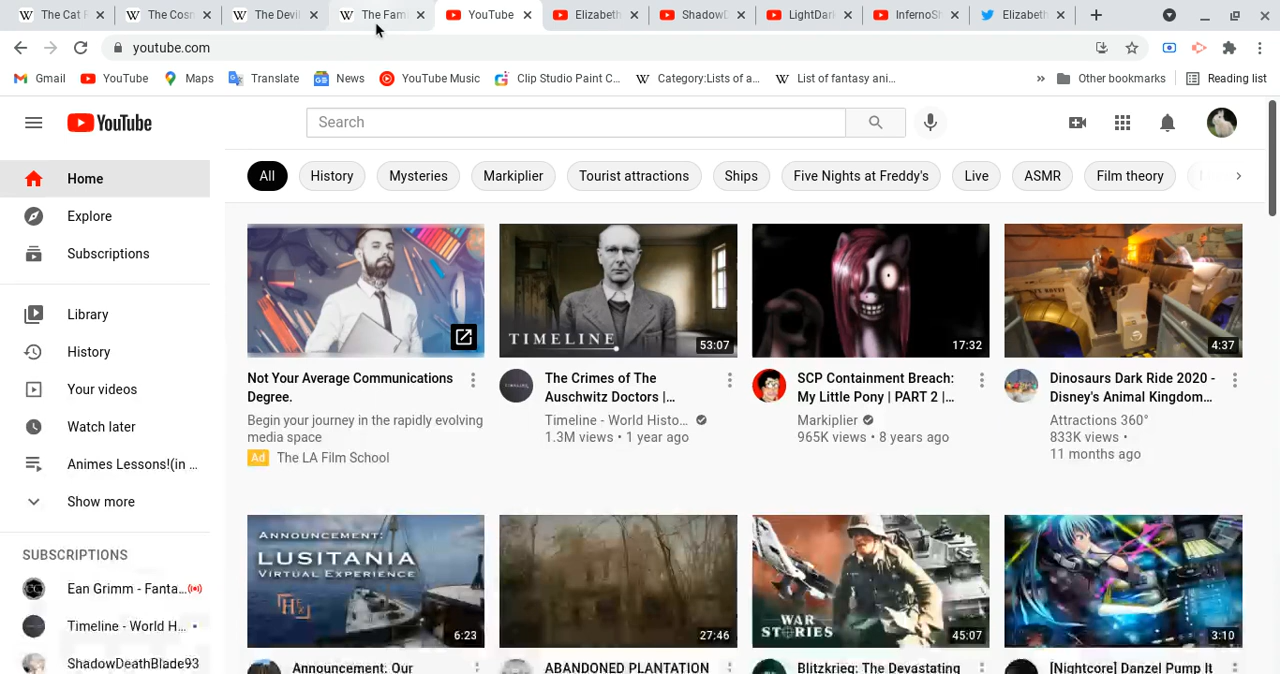 The Cat R
The Cosm
The Devil
The Fami
YouTube
Elizabeth
ShadowD
LightDark
InfernoSh
Elizabeth
youtube.com
Gmail
YouTube
Maps
Translate
News
YouTube Music
Clip Studio Paint C...
Category:Lists of a...
List of fantasy ani...
»
Other bookmarks
Reading list
YouTube
Search
All
History
Mysteries
Markiplier
Tourist attractions
Ships
Five Nights at Freddy's
Live
ASMR
Film theory
Home
Explore
Subscriptions
Library
History
Your videos
Watch later
Animes Lessons!(in ...
Show more
SUBSCRIPTIONS
Ean Grimm - Fanta...
Timeline - World H...
ShadowDeathBlade93
Not Your Average Communications
Degree.
Begin your journey in the rapidly evolving
media space
Ad The LA Film School
TIMELINE
53:07
The Crimes of The
Auschwitz Doctors |...
Timeline - World Histo...
1.3M views • 1 year ago
17:32
SCP Containment Breach:
My Little Pony | PART 2 |...
Markiplier
965K views • 8 years ago
4:37
Dinosaurs Dark Ride 2020 -
Disney's Animal Kingdom...
Attractions 360°
833K views •
11 months ago
ANNOUNCEMENT:
LUSITANIA
VIRTUAL EXPERIENCE
6:23
Announcement: Our
27:46
ABANDONED PLANTATION
WAR
STORIES
45:07
Blitzkrieg: The Devastating
3:10
[Nightcore] Danzel Pump It